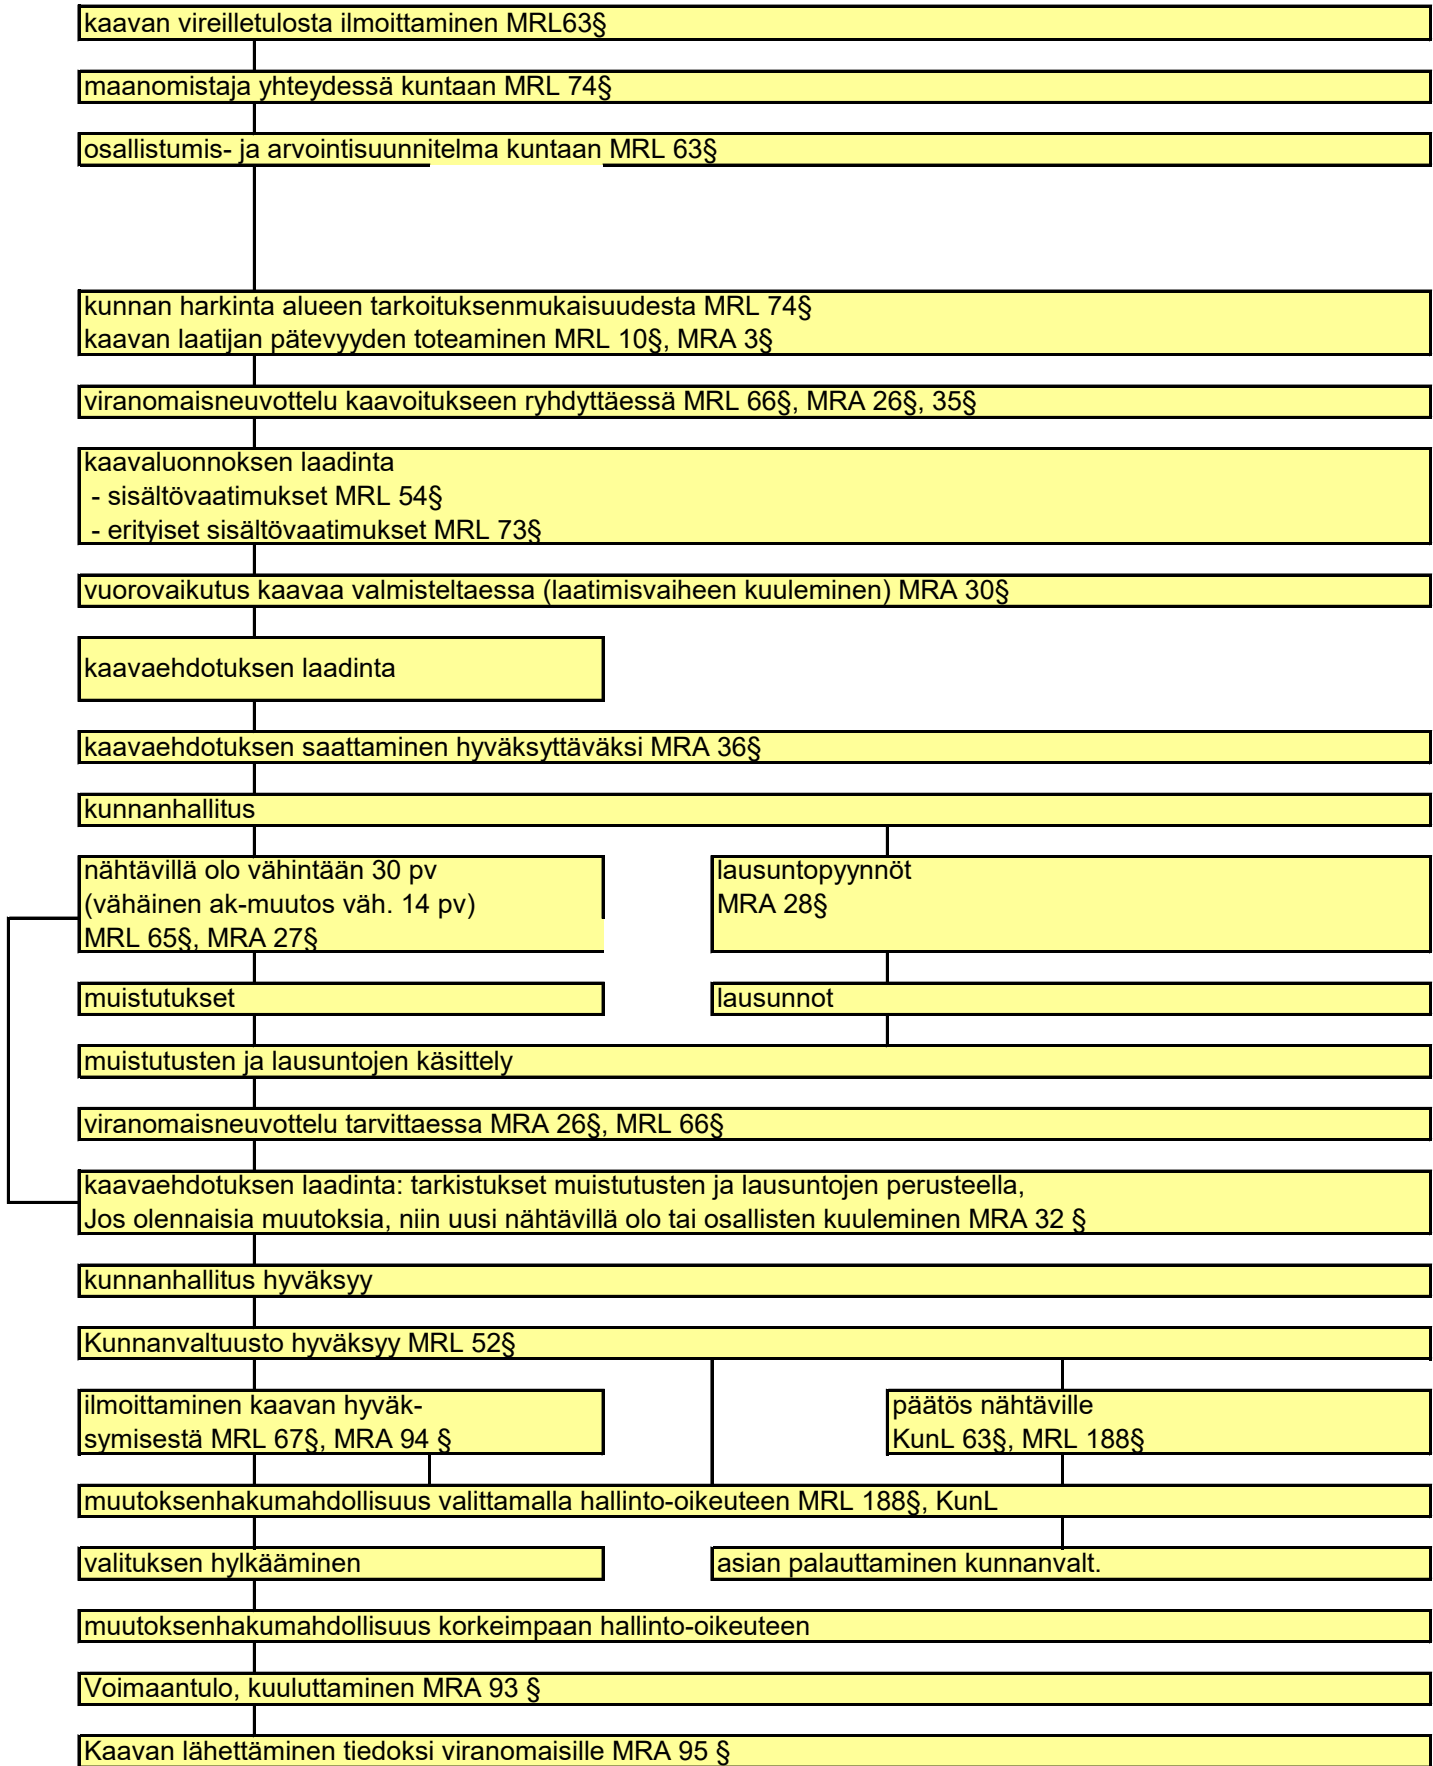 kaavan vireilletulosta ilmoittaminen MRL63§
maanomistaja yhteydessä kuntaan MRL 74§
osallistumis- ja arvointisuunnitelma kuntaan MRL 63§
kunnan harkinta alueen tarkoituksenmukaisuudesta MRL 74§
kaavan laatijan pätevyyden toteaminen MRL 10§, MRA 3§
viranomaisneuvottelu kaavoitukseen ryhdyttäessä MRL 66§, MRA 26§, 35§
kaavaluonnoksen laadinta
- sisältövaatimukset MRL 54§
- erityiset sisältövaatimukset MRL 73§
vuorovaikutus kaavaa valmisteltaessa (laatimisvaiheen kuuleminen) MRA 30§
kaavaehdotuksen laadinta
kaavaehdotuksen saattaminen hyväksyttäväksi MRA 36§
kunnanhallitus
nähtävillä olo vähintään 30 pv
(vähäinen ak-muutos väh. 14 pv)
MRL 65§, MRA 27§
lausuntopyynnöt
MRA 28§
muistutukset
lausunnot
muistutusten ja lausuntojen käsittely
viranomaisneuvottelu tarvittaessa MRA 26§, MRL 66§
kaavaehdotuksen laadinta: tarkistukset muistutusten ja lausuntojen perusteella,
Jos olennaisia muutoksia, niin uusi nähtävillä olo tai osallisten kuuleminen MRA 32 §
kunnanhallitus hyväksyy
Kunnanvaltuusto hyväksyy MRL 52§
ilmoittaminen kaavan hyväk-
symisestä MRL 67§, MRA 94 §
päätös nähtäville
KunL 63§, MRL 188§
muutoksenhakumahdollisuus valittamalla hallinto-oikeuteen MRL 188§, KunL
valituksen hylkääminen
asian palauttaminen kunnanvalt.
muutoksenhakumahdollisuus korkeimpaan hallinto-oikeuteen
Voimaantulo, kuuluttaminen MRA 93 §
Kaavan lähettäminen tiedoksi viranomaisille MRA 95 §